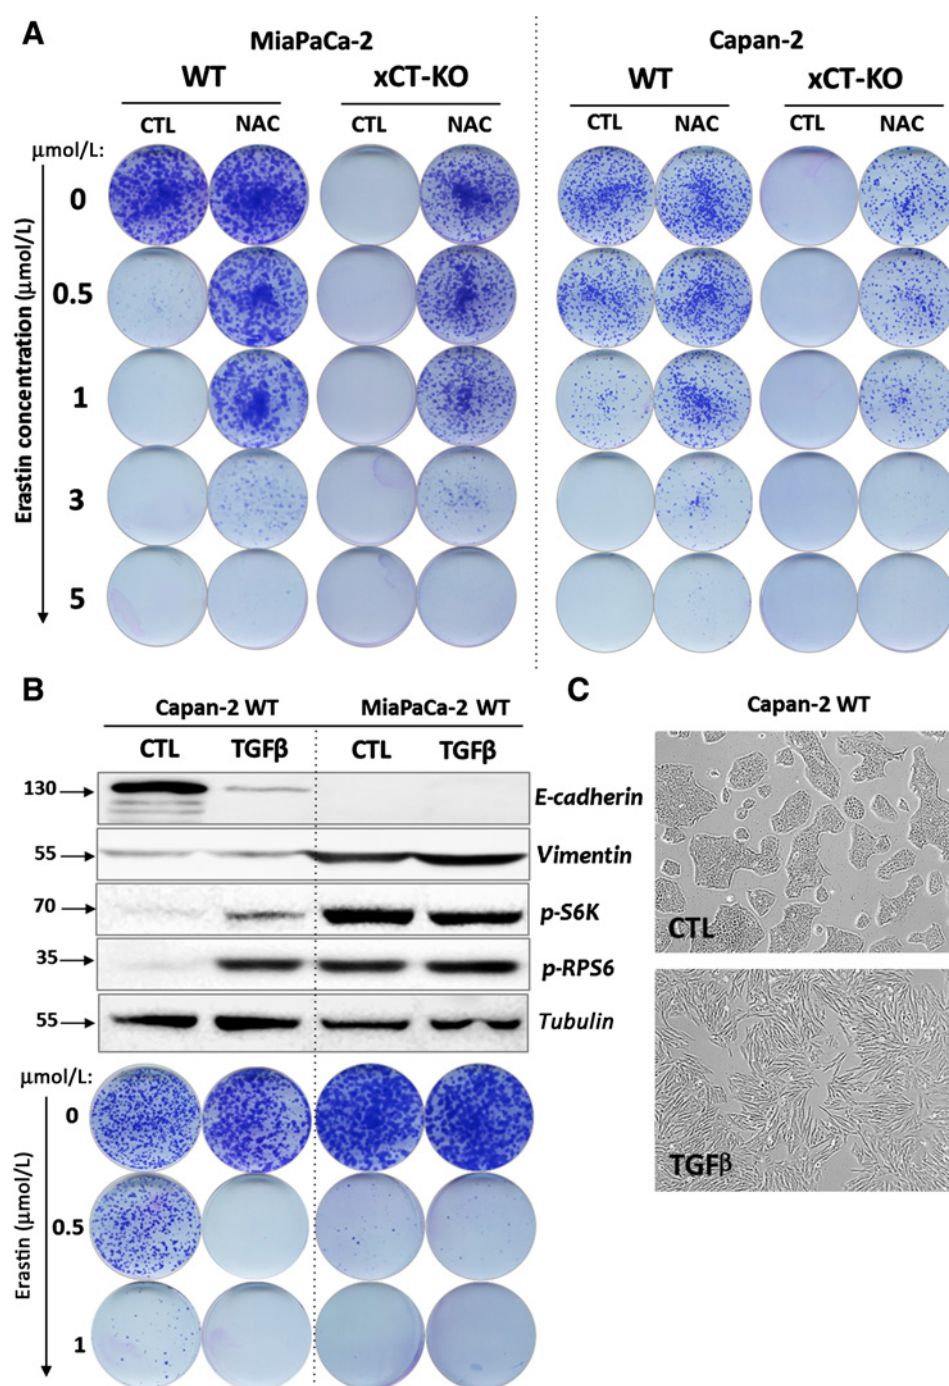 A
MiaPaCa-2
Capan-2
WT
xCT-KO
WT
xCT-KO
CTL
NAC
CTL
NAC
CTL
NAC
CTL
NAC
μmol/L:
Erastin concentration (μmol/L)
0
0.5
1
3
5
B
Capan-2 WT
MiaPaCa-2 WT
CTL
TGFβ
CTL
TGFβ
130
E-cadherin
55
Vimentin
70
p-S6K
35
p-RPS6
55
Tubulin
μmol/L:
Erastin (μmol/L)
0
0.5
1
C
Capan-2 WT
CTL
TGFβ